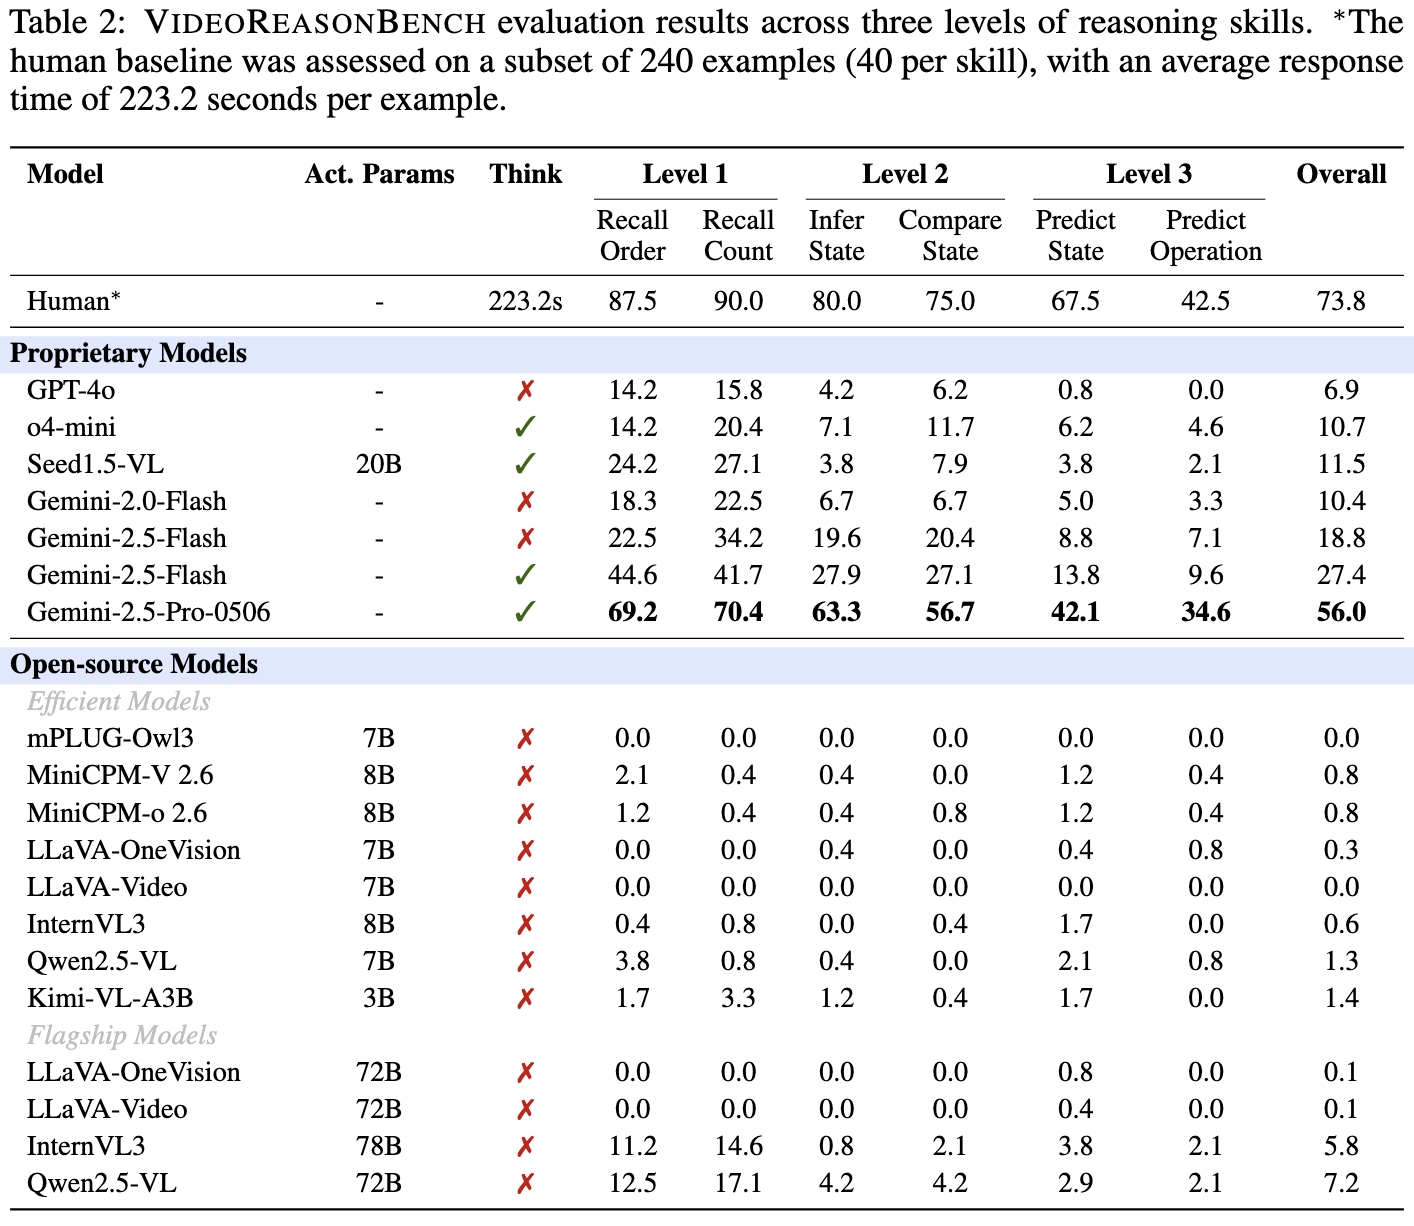 Table 2: VIDEOREASONBENCH evaluation results across three levels of reasoning skills. *The
human baseline was assessed on a subset of 240 examples (40 per skill), with an average response
time of 223.2 seconds per example.
Model Act. Params Think Level 1 Level 2 Level 3 Overall
Recall Recall Infer Compare Predict Predict
Order Count State State State Operation
Human* - 223.2s 87.5 90.0 80.0 75.0 67.5 42.5 73.8
Proprietary Models
GPT-4o - ✗ 14.2 15.8 4.2 6.2 0.8 0.0 6.9
o4-mini - ✓ 14.2 20.4 7.1 11.7 6.2 4.6 10.7
Seed1.5-VL 20B ✓ 24.2 27.1 3.8 7.9 3.8 2.1 11.5
Gemini-2.0-Flash - ✗ 18.3 22.5 6.7 6.7 5.0 3.3 10.4
Gemini-2.5-Flash - ✗ 22.5 34.2 19.6 20.4 8.8 7.1 18.8
Gemini-2.5-Flash - ✓ 44.6 41.7 27.9 27.1 13.8 9.6 27.4
Gemini-2.5-Pro-0506 - ✓ 69.2 70.4 63.3 56.7 42.1 34.6 56.0
Open-source Models
Efficient Models
mPLUG-Owl3 7B ✗ 0.0 0.0 0.0 0.0 0.0 0.0 0.0
MiniCPM-V 2.6 8B ✗ 2.1 0.4 0.4 0.0 1.2 0.4 0.8
MiniCPM-o 2.6 8B ✗ 1.2 0.4 0.4 0.8 1.2 0.4 0.8
LLaVA-OneVision 7B ✗ 0.0 0.0 0.4 0.0 0.4 0.8 0.3
LLaVA-Video 7B ✗ 0.0 0.0 0.0 0.0 0.0 0.0 0.0
InternVL3 8B ✗ 0.4 0.8 0.0 0.4 1.7 0.0 0.6
Qwen2.5-VL 7B ✗ 3.8 0.8 0.4 0.0 2.1 0.8 1.3
Kimi-VL-A3B 3B ✗ 1.7 3.3 1.2 0.4 1.7 0.0 1.4
Flagship Models
LLaVA-OneVision 72B ✗ 0.0 0.0 0.0 0.0 0.8 0.0 0.1
LLaVA-Video 72B ✗ 0.0 0.0 0.0 0.0 0.4 0.0 0.1
InternVL3 78B ✗ 11.2 14.6 0.8 2.1 3.8 2.1 5.8
Qwen2.5-VL 72B ✗ 12.5 17.1 4.2 4.2 2.9 2.1 7.2